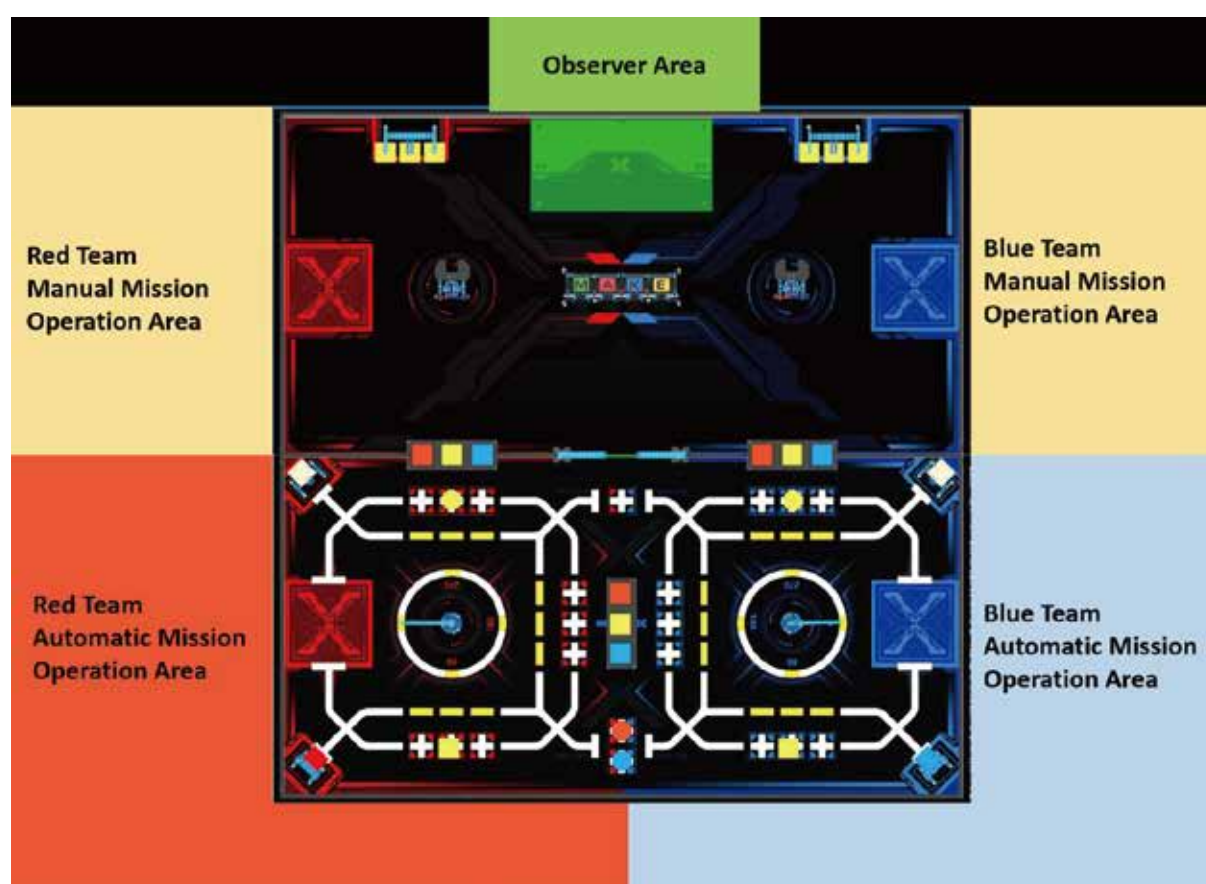 Observer Area
Red Team
Manual Mission
Operation Area
Blue Team
Manual Mission
Operation Area
M A K E
Red Team
Automatic Mission
Operation Area
Blue Team
Automatic Mission
Operation Area